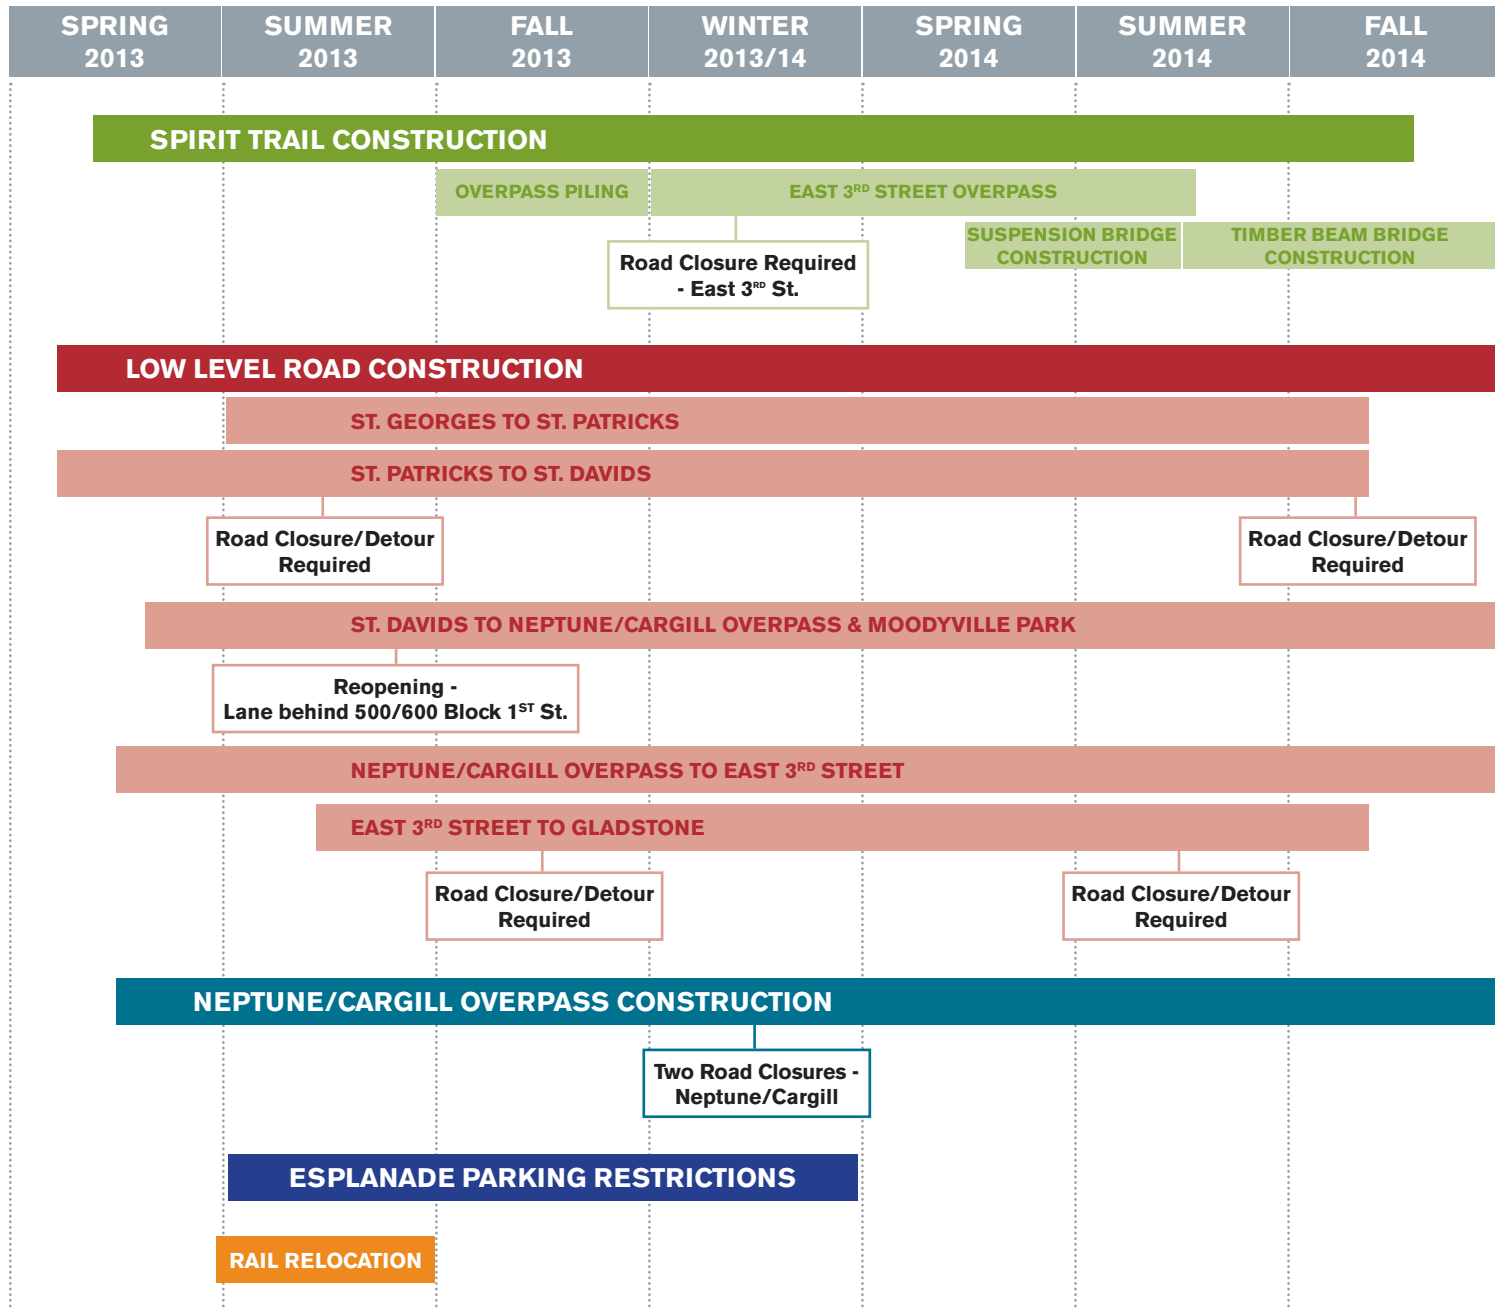 SPRING
2013
SUMMER
2013
FALL
2013
WINTER
2013/14
SPRING
2014
SUMMER
2014
FALL
2014
SPIRIT TRAIL CONSTRUCTION
OVERPASS PILING
EAST 3RD STREET OVERPASS
SUSPENSION BRIDGE
CONSTRUCTION
TIMBER BEAM BRIDGE
CONSTRUCTION
Road Closure Required
- East 3RD St.
LOW LEVEL ROAD CONSTRUCTION
ST. GEORGES TO ST. PATRICKS
ST. PATRICKS TO ST. DAVIDS
Road Closure/Detour
Required
Road Closure/Detour
Required
ST. DAVIDS TO NEPTUNE/CARGILL OVERPASS & MOODYVILLE PARK
Reopening -
Lane behind 500/600 Block 1ST St.
NEPTUNE/CARGILL OVERPASS TO EAST 3RD STREET
EAST 3RD STREET TO GLADSTONE
Road Closure/Detour
Required
Road Closure/Detour
Required
NEPTUNE/CARGILL OVERPASS CONSTRUCTION
Two Road Closures -
Neptune/Cargill
ESPLANADE PARKING RESTRICTIONS
RAIL RELOCATION